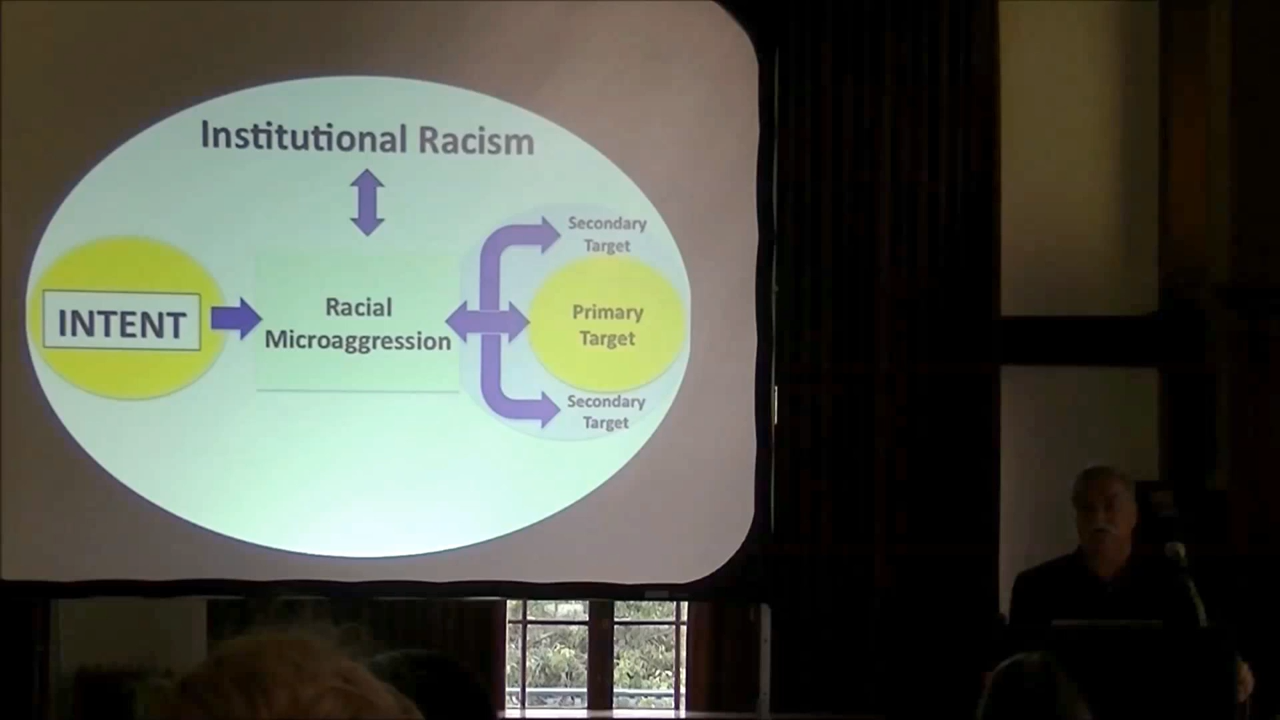 Institutional Racism
INTENT
Racial
Microaggression
Secondary
Target
Primary
Target
Secondary
Target